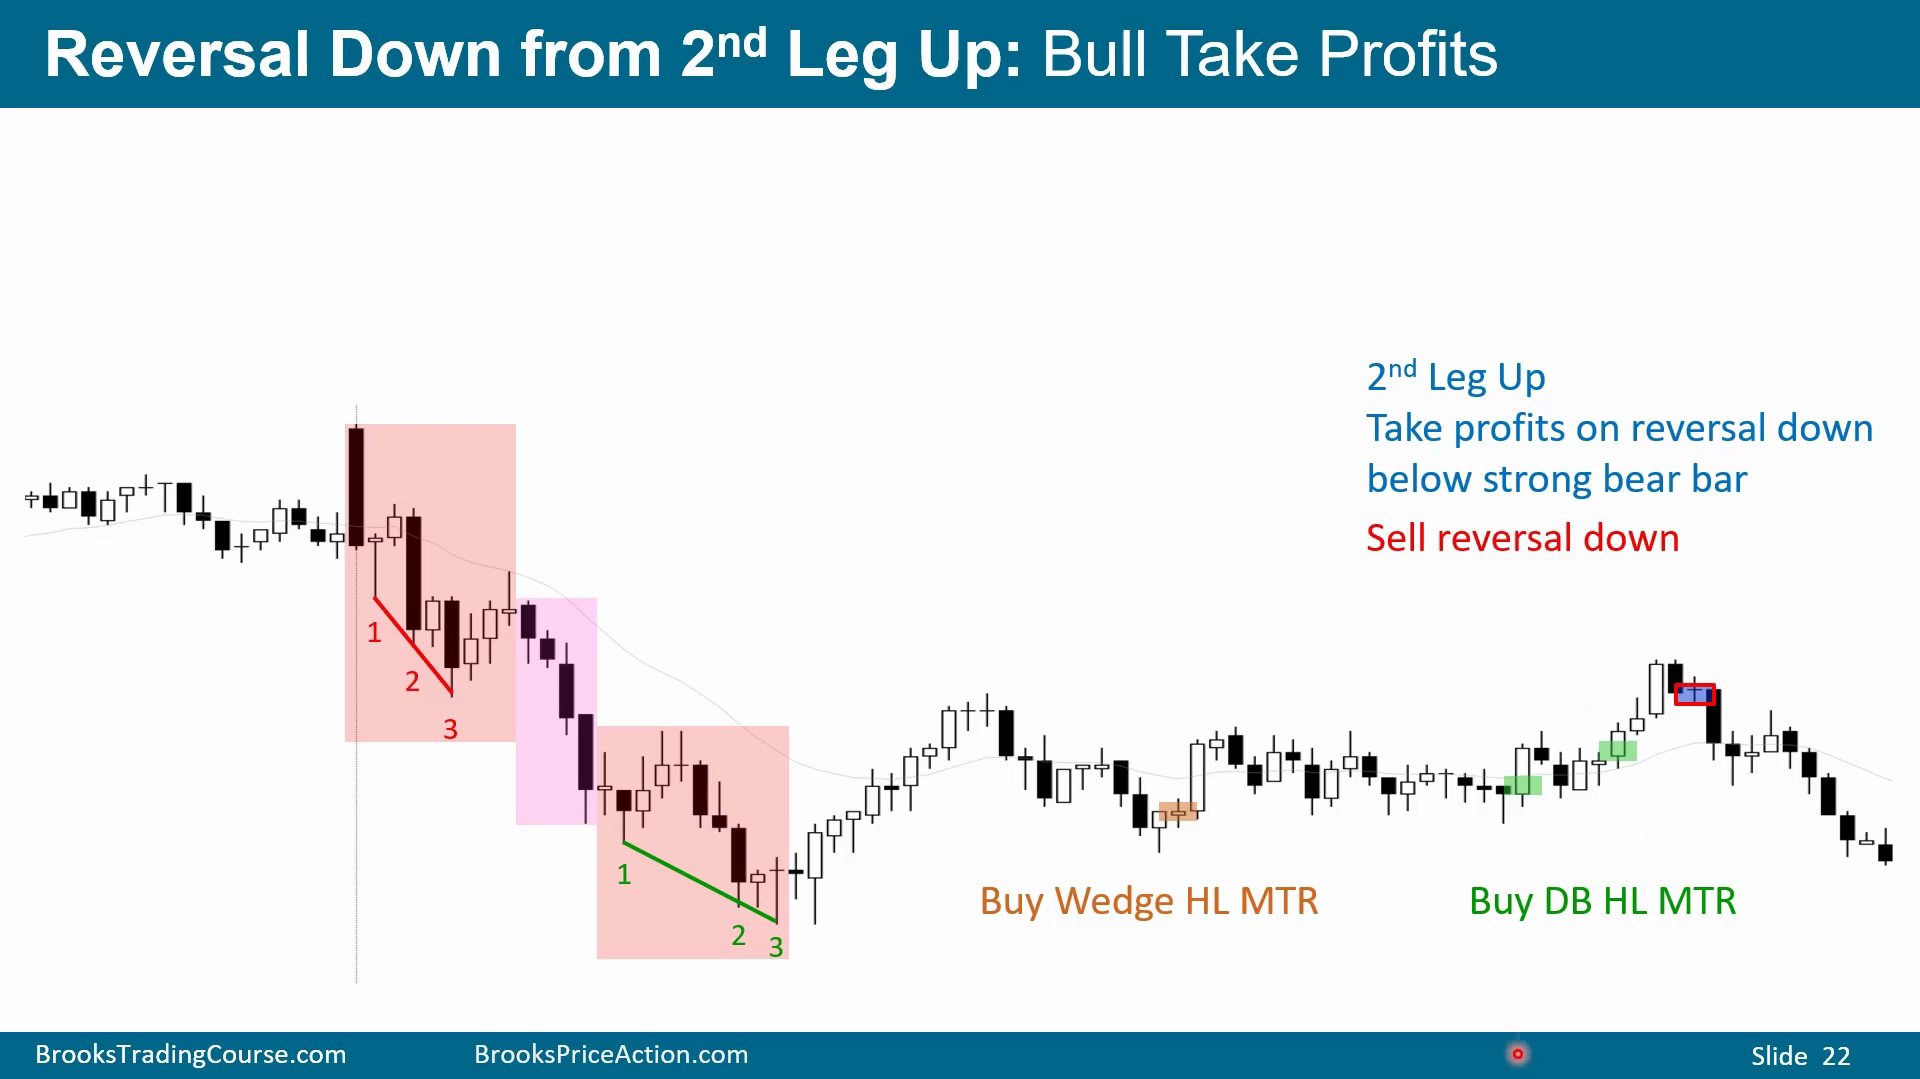 Reversal Down from 2nd Leg Up: Bull Take Profits
2nd Leg Up
Take profits on reversal down
below strong bear bar
Sell reversal down
1
2
3
1
2
3
Buy Wedge HL MTR
Buy DB HL MTR
BrooksTradingCourse.com
BrooksPriceAction.com
Slide 22